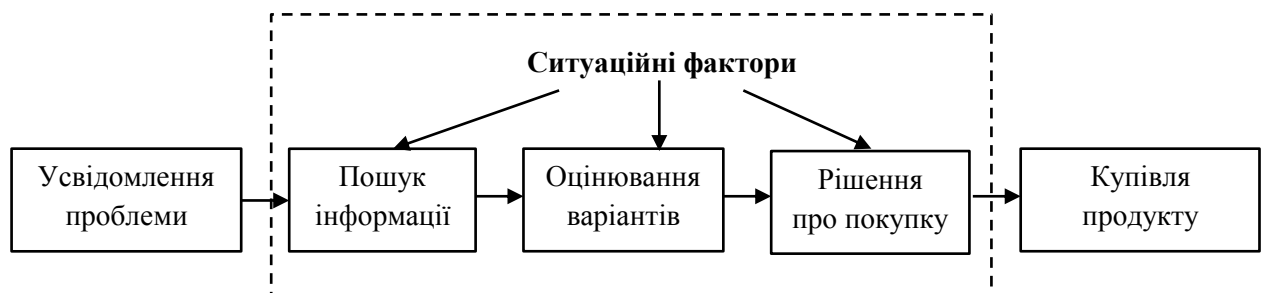 Ситуаційні фактори
Усвідомлення
проблеми
Пошук
інформації
Оцінювання
варіантів
Рішення
про покупку
Купівля
продукту